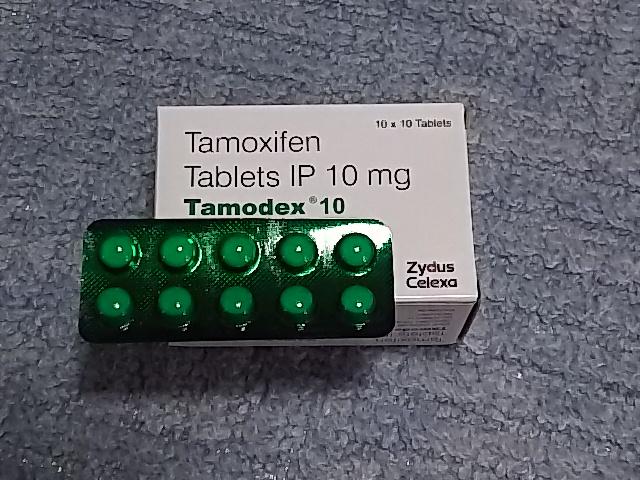 10 x 10 Tablets
Tamoxifen
Tablets IP 10 mg
Tamodex® 10
Zydus
Celexa